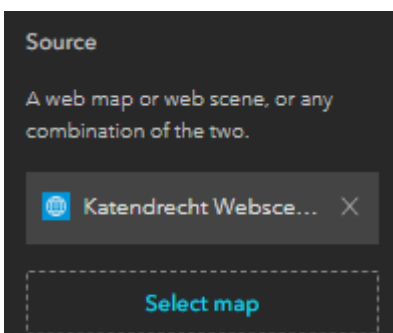 Source
A web map or web scene, or any
combination of the two.
Katendrecht Websce...
Select map